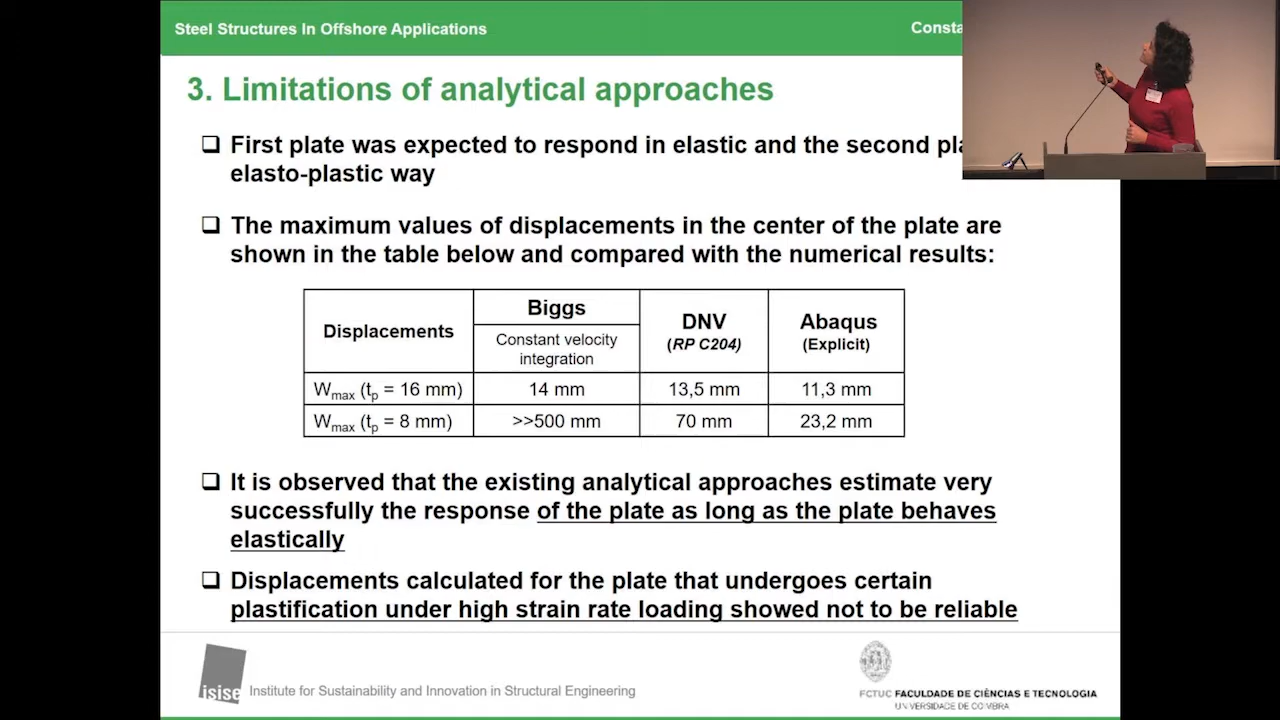 Steel Structures In Offshore Applications
Consta
3. Limitations of analytical approaches
First plate was expected to respond in elastic and the second pla
elasto-plastic way
The maximum values of displacements in the center of the plate are
shown in the table below and compared with the numerical results:
Displacements
Biggs
Constant velocity
integration
DNV
(RP C204)
Abaqus
(Explicit)
Wmax (tp = 16 mm) 14 mm 13,5 mm 11,3 mm
Wmax (tp = 8 mm) >>500 mm 70 mm 23,2 mm
It is observed that the existing analytical approaches estimate very
successfully the response of the plate as long as the plate behaves
elastically
Displacements calculated for the plate that undergoes certain
plastification under high strain rate loading showed not to be reliable
isise Institute for Sustainability and Innovation in Structural Engineering
FCTUC FACULDADE DE CIÊNCIAS E TECNOLOGIA
UNIVERSIDADE DE COIMBRA